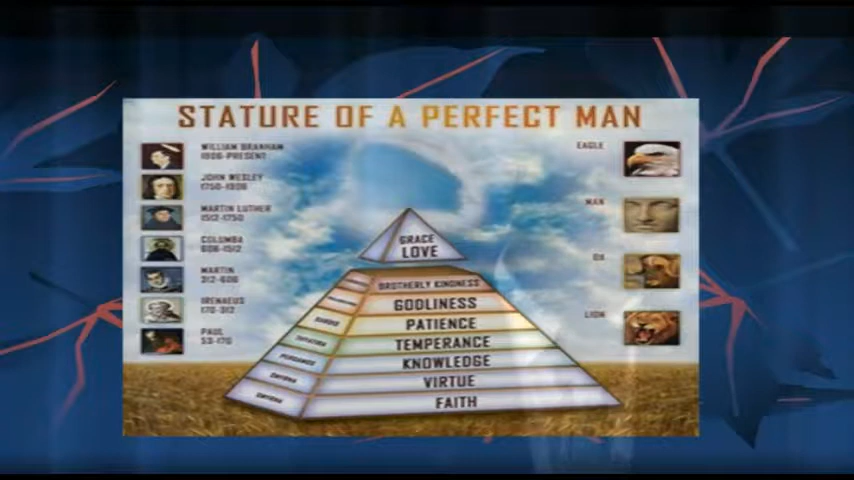 STATURE OF A PERFECT MAN
WILLIAM BRANHAM
1906-PRESENT
JOHN WESLEY
1750-1906
MARTIN LUTHER
1512-1750
COLUMBA
606-1512
MARTIN
312-606
IRENAEUS
170-312
PAUL
53-170
EAGLE
MAN
OX
LION
GRACE
LOVE
BROTHERLY KINDNESS
GODLINESS
PATIENCE
TEMPERANCE
KNOWLEDGE
VIRTUE
FAITH